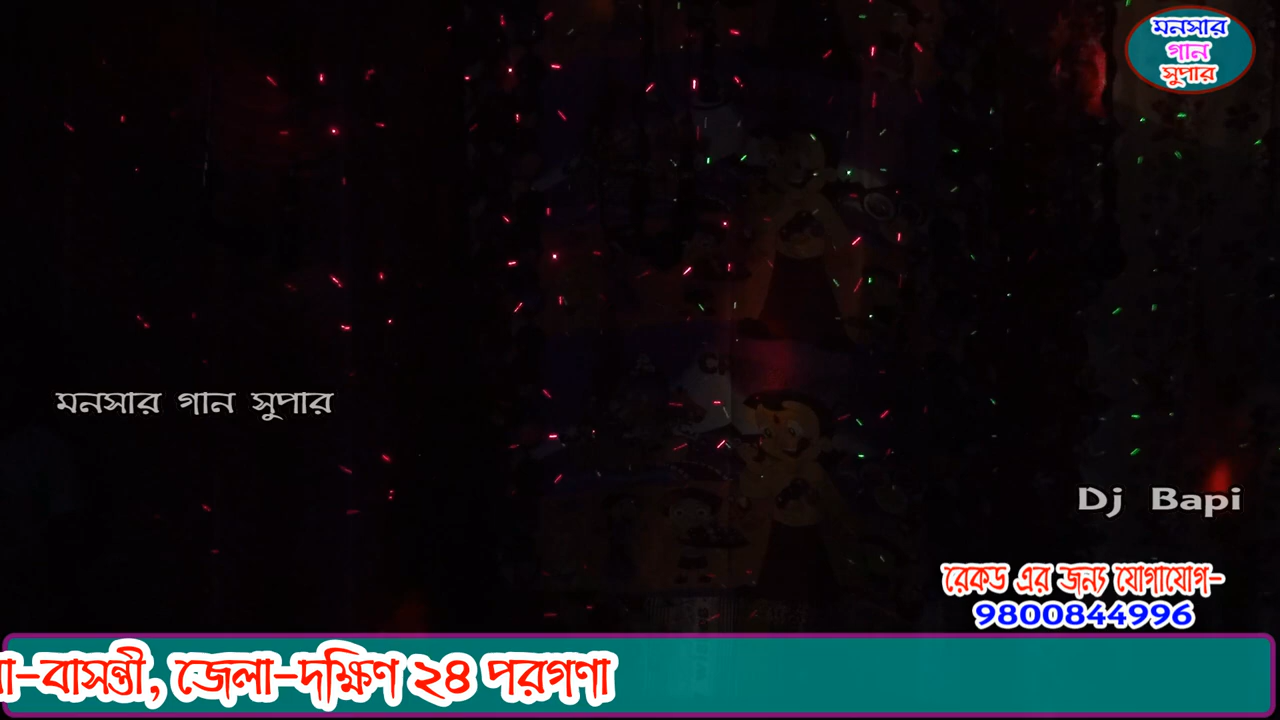 মনসার
গান
সুপার
মনসার গান সুপার
Dj Bapi
রেকড এর জন্য যোগাযোগ-
9800844996
-বাসন্তী, জেলা-দক্ষিণ ২৪ পরগণা